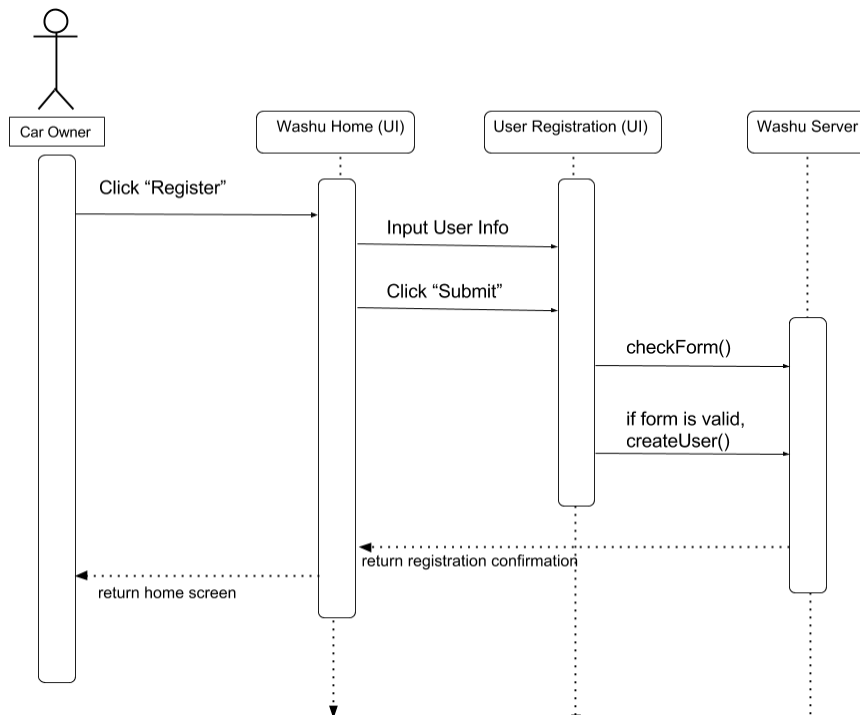 Car Owner
Washu Home (UI)
User Registration (UI)
Washu Server
Click “Register”
Input User Info
Click “Submit”
checkForm()
if form is valid,
createUser()
return registration confirmation
return home screen